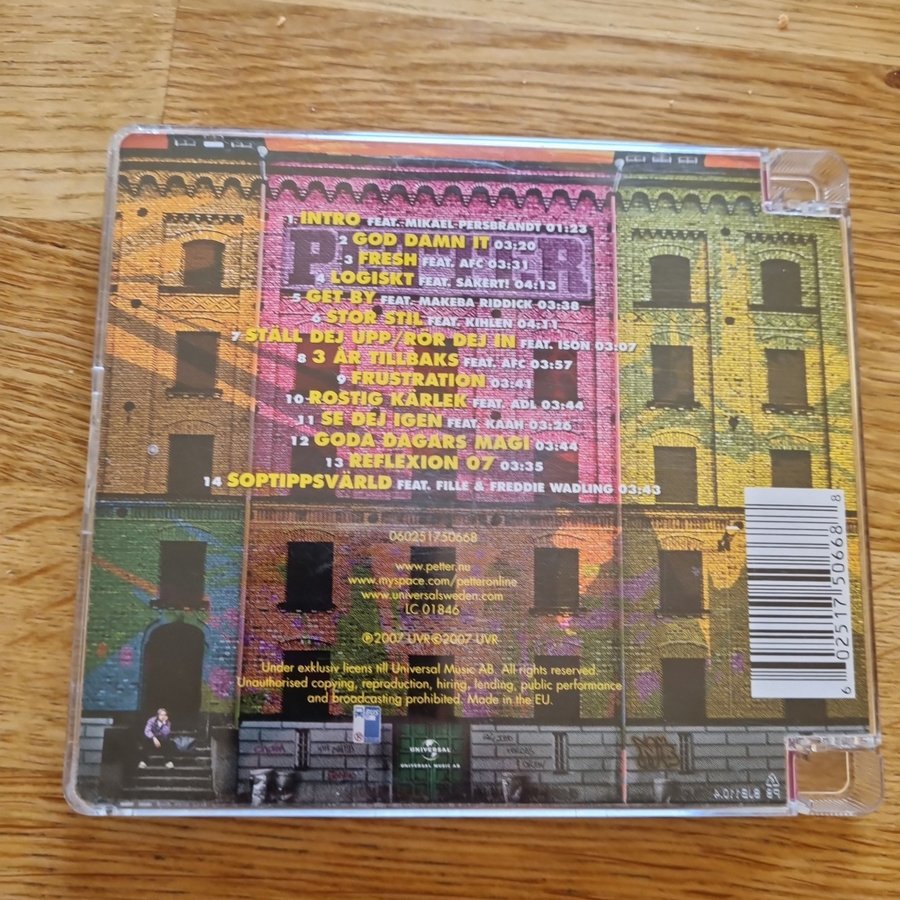 1 INTRO FEAT. MIKAEL PERSBRANDT 01:23
2 GOD DAMN IT 03:20
3 FRESH FEAT. AFC 03:31
4 LOGISKT FEAT. SÄKERT! 04:13
5 GET BY FEAT. MAKEBA RIDDICK 03:38
6 STOR STIL FEAT. KIHLEN 04:11
7 STÄLL DEJ UPP/RÖR DEJ IN FEAT. ISON 03:07
8 3 ÅR TILLBAKS FEAT. AFC 03:57
9 FRUSTRATION 03:41
10 ROSTIG KÄRLEK FEAT. ADL 03:44
11 SE DEJ IGEN FEAT. KAAH 03:26
12 GODA DAGARS MAGI 03:44
13 REFLEXION 07 03:35
14 SOPTIPPSVÄRLD FEAT. FILLE & FREDDIE WADLING 03:43
PETTER
060251750668
www.petter.nu
www.myspace.com/petteronline
www.universalsweden.com
LC 01846
℗2007 UVR©2007 UVR
Under exklusiv licens till Universal Music AB. All rights reserved.
Unauthorised copying, reproduction, hiring, lending, public performance
and broadcasting prohibited. Made in the EU.
UNIVERSAL
UNIVERSAL MUSIC AB
6 02517 50668 8